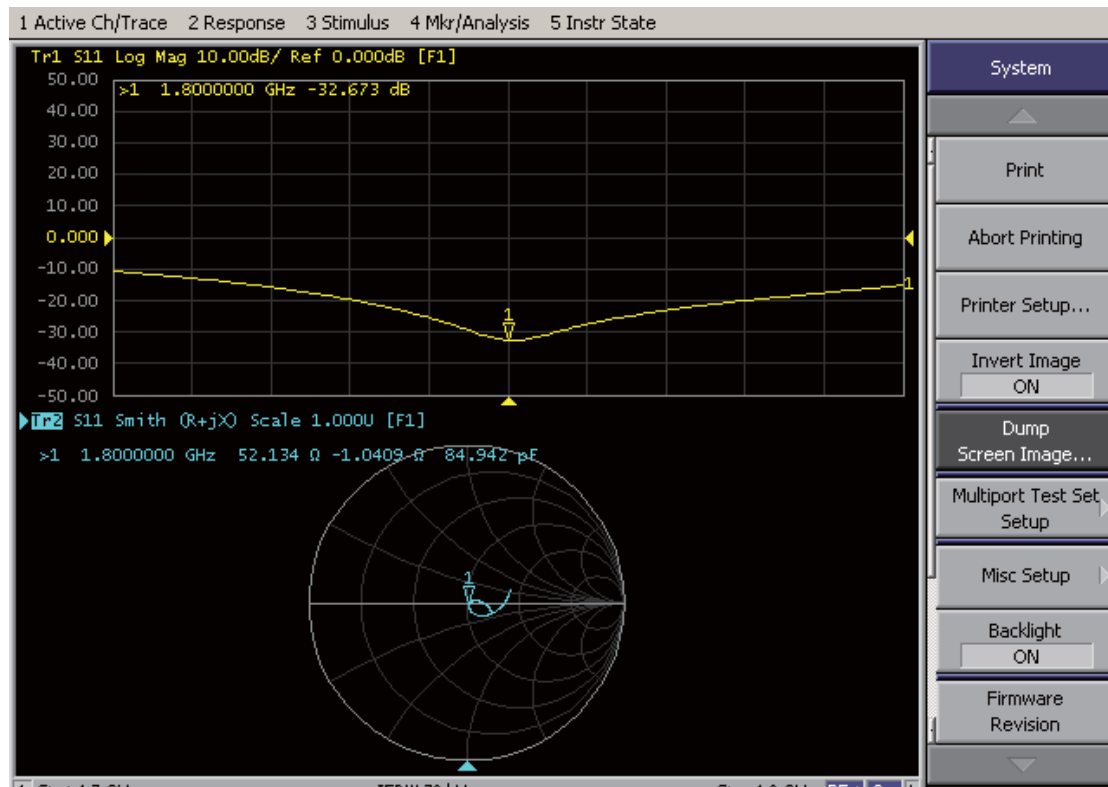 1 Active Ch/Trace 2 Response 3 Stimulus 4 Mkr/Analysis 5 Instr State
Tr1 S11 Log Mag 10.00dB/ Ref 0.000dB [F1]
50.00
>1 1.8000000 GHz -32.673 dB
40.00
30.00
20.00
10.00
0.000
-10.00
-20.00
-30.00
-40.00
-50.00
1
1
Tr2 S11 Smith (R+jX) Scale 1.000U [F1]
>1 1.8000000 GHz 52.134 Ω -1.0409 Ω 84.942 pF
1
System
Print
Abort Printing
Printer Setup...
Invert Image
ON
Dump
Screen Image...
Multiport Test Set
Setup
Misc Setup
Backlight
ON
Firmware
Revision